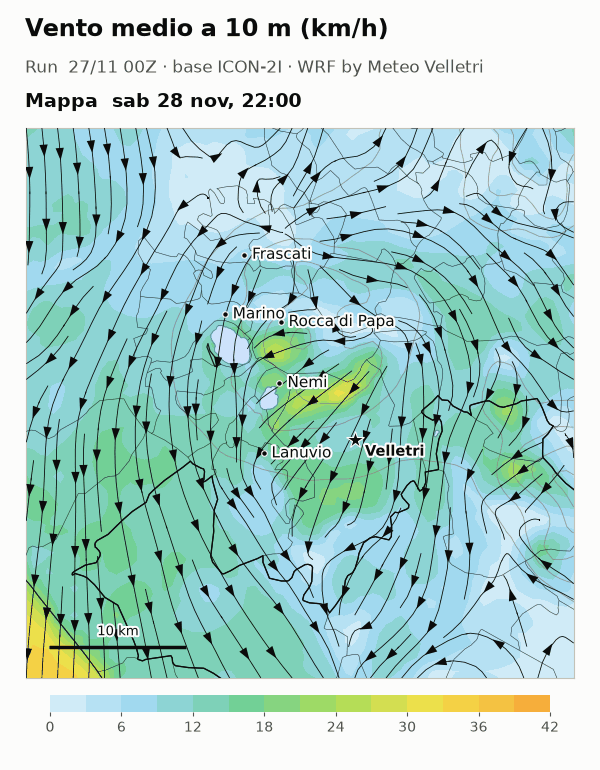 Vento medio a 10 m (km/h)
Run 27/11 00Z · base ICON-2I · WRF by Meteo Velletri
Mappa sab 28 nov, 22:00
Frascati
Marino
Rocca di Papa
Nemi
Velletri
Lanuvio
10 km
0 6 12 18 24 30 36 42